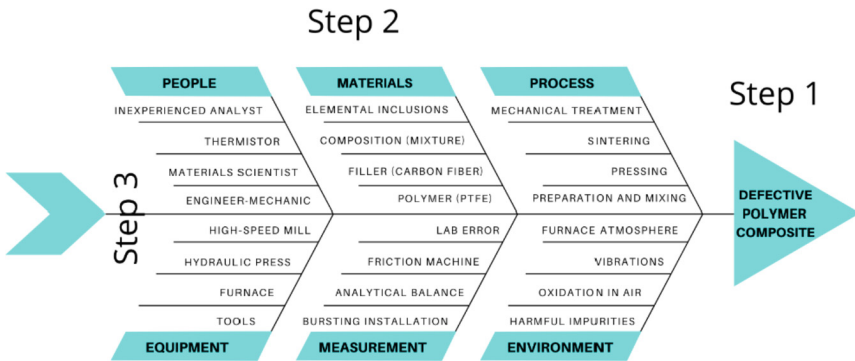 Step 2
PEOPLE
MATERIALS
PROCESS
Step 1
INEXPERIENCED ANALYST
ELEMENTAL INCLUSIONS
MECHANICAL TREATMENT
THERMISTOR
COMPOSITION (MIXTURE)
SINTERING
MATERIALS SCIENTIST
FILLER (CARBON FIBER)
PRESSING
ENGINEER-MECHANIC
POLYMER (PTFE)
PREPARATION AND MIXING
Step 3
DEFECTIVE
POLYMER
COMPOSITE
HIGH-SPEED MILL
LAB ERROR
FURNACE ATMOSPHERE
HYDRAULIC PRESS
FRICTION MACHINE
VIBRATIONS
FURNACE
ANALYTICAL BALANCE
OXIDATION IN AIR
TOOLS
BURSTING INSTALLATION
HARMFUL IMPURITIES
EQUIPMENT
MEASUREMENT
ENVIRONMENT